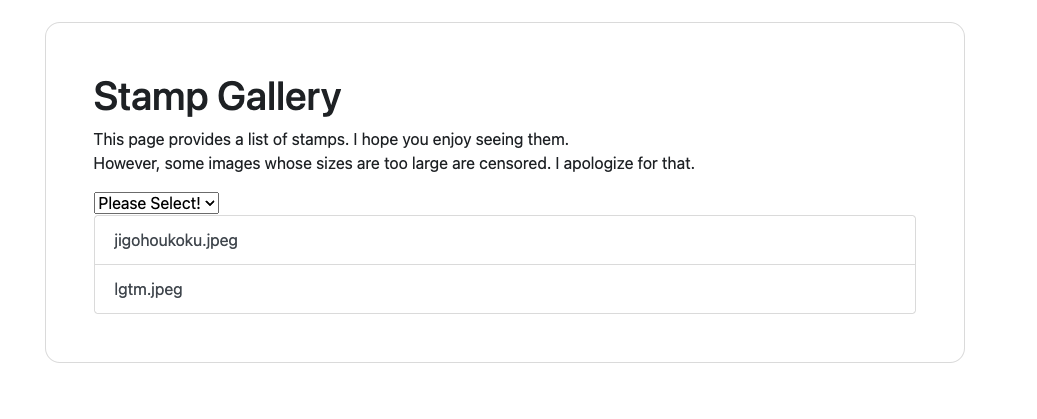 Stamp Gallery
This page provides a list of stamps. I hope you enjoy seeing them.
However, some images whose sizes are too large are censored. I apologize for that.
Please Select!
jigohoukoku.jpeg
lgtm.jpeg